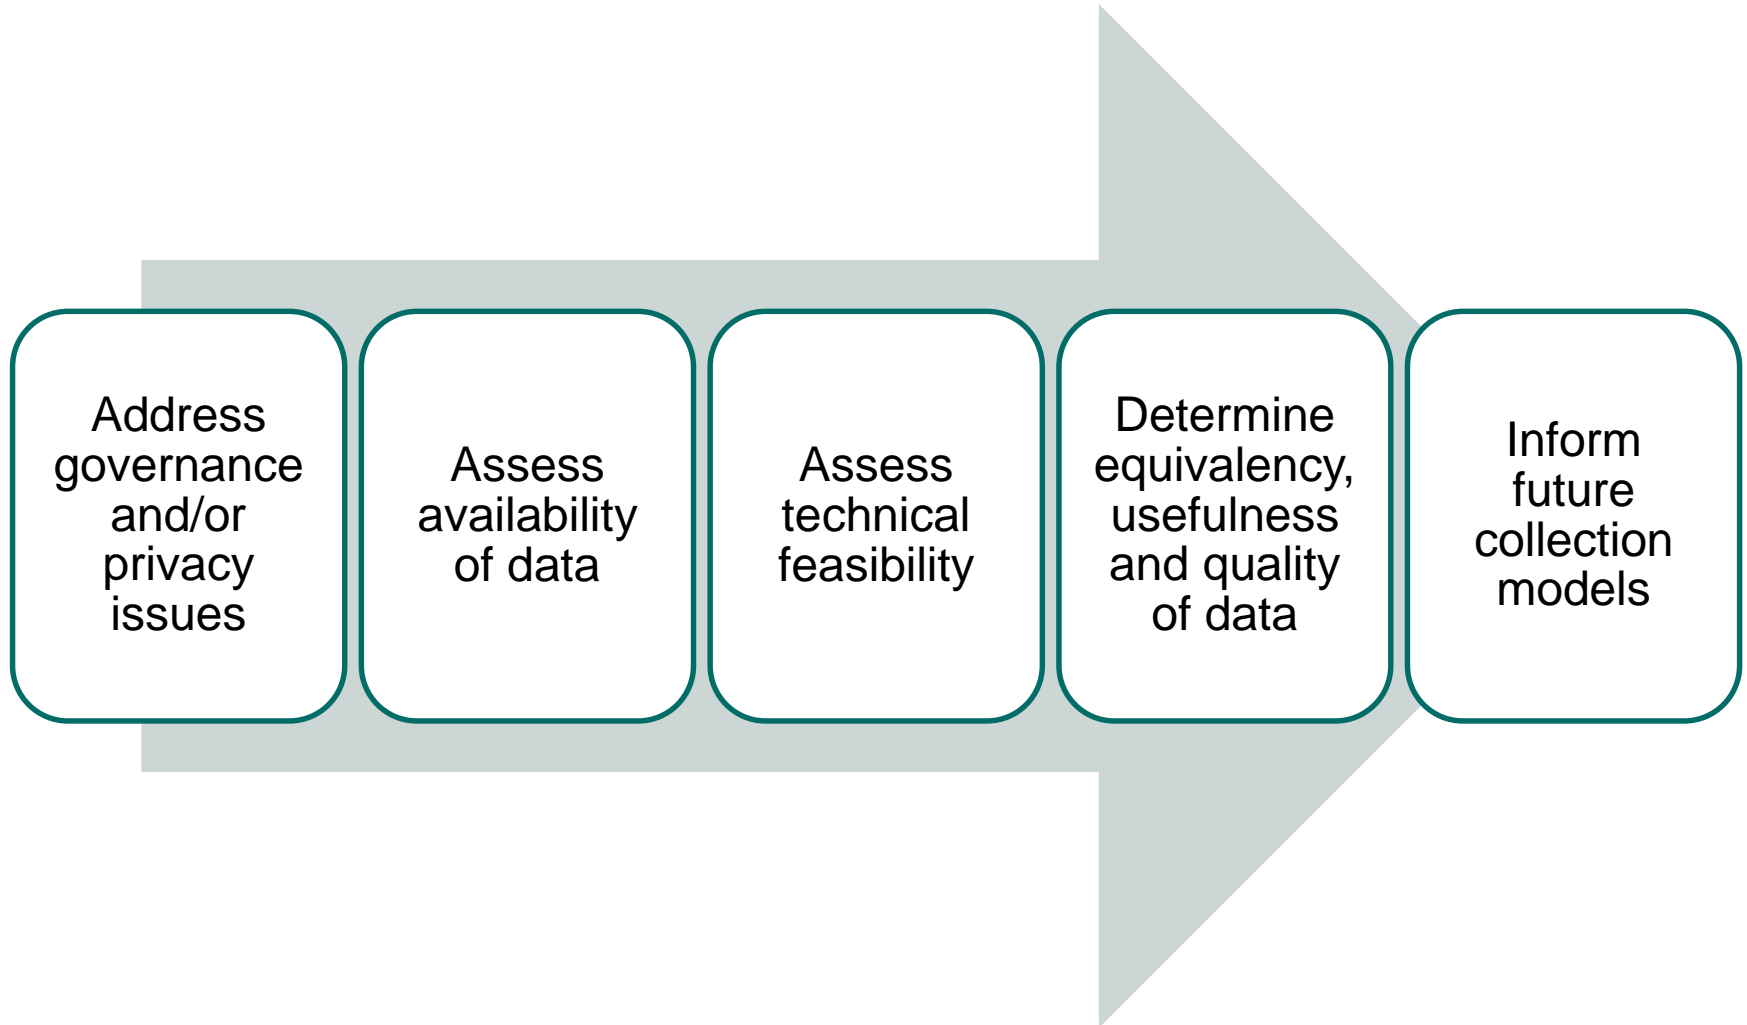 Address
governance
and/or
privacy
issues
Assess
availability
of data
Assess
technical
feasibility
Determine
equivalency,
usefulness
and quality
of data
Inform
future
collection
models